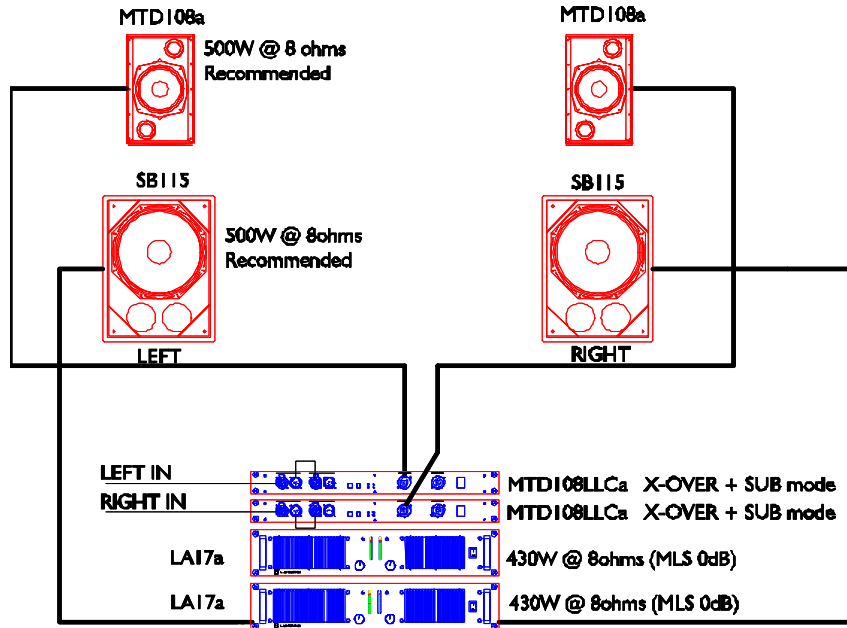 MTD108a
500W @ 8 ohms
Recommended
MTD108a
SB115
500W @ 8ohms
Recommended
SB115
LEFT
RIGHT
LEFT IN
RIGHT IN
MTD108LLCa X-OVER + SUB mode
MTD108LLCa X-OVER + SUB mode
LA17a
430W @ 8ohms (MLS 0dB)
LA17a
430W @ 8ohms (MLS 0dB)